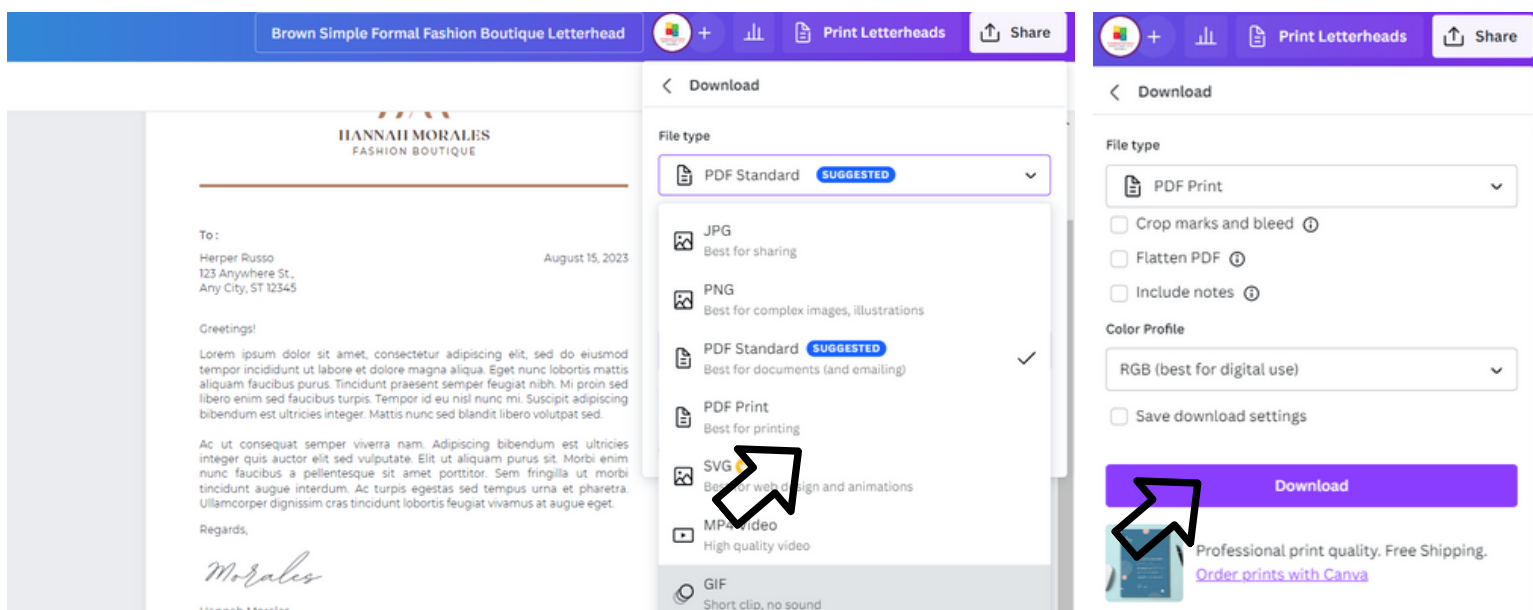 Brown Simple Formal Fashion Boutique Letterhead
+
Print Letterheads
Share
HANNAH MORALES
FASHION BOUTIQUE
To :
Herper Russo
August 15, 2023
123 Anywhere St.,
Any City, ST 12345
Greetings!
Lorem ipsum dolor sit amet, consectetur adipiscing elit, sed do eiusmod
tempor incididunt ut labore et dolore magna aliqua. Eget nunc lobortis mattis
aliquam faucibus purus. Tincidunt praesent semper feugiat nibh. Mi proin sed
libero enim sed faucibus turpis. Tempor id eu nisl nunc mi. Suscipit adipiscing
bibendum est ultricies integer. Mattis nunc sed blandit libero volutpat sed.
Ac ut consequat semper viverra nam. Adipiscing bibendum est ultricies
integer quis auctor elit sed vulputate. Elit ut aliquam purus sit. Morbi enim
nunc faucibus a pellentesque sit amet porttitor. Sem fringilla ut morbi
tincidunt augue interdum. Ac turpis egestas sed tempus urna et pharetra.
Ullamcorper dignissim cras tincidunt lobortis feugiat vivamus at augue eget.
Regards,
Morales
Hannah Morales
Download
File type
PDF Standard SUGGESTED
JPG
Best for sharing
PNG
Best for complex images, illustrations
PDF Standard SUGGESTED
Best for documents (and emailing)
PDF Print
Best for printing
SVG
Best for web design and animations
MP4 Video
High quality video
GIF
Short clip, no sound
+
Print Letterheads
Share
Download
File type
PDF Print
Crop marks and bleed
Flatten PDF
Include notes
Color Profile
RGB (best for digital use)
Save download settings
Download
Professional print quality. Free Shipping.
Order prints with Canva